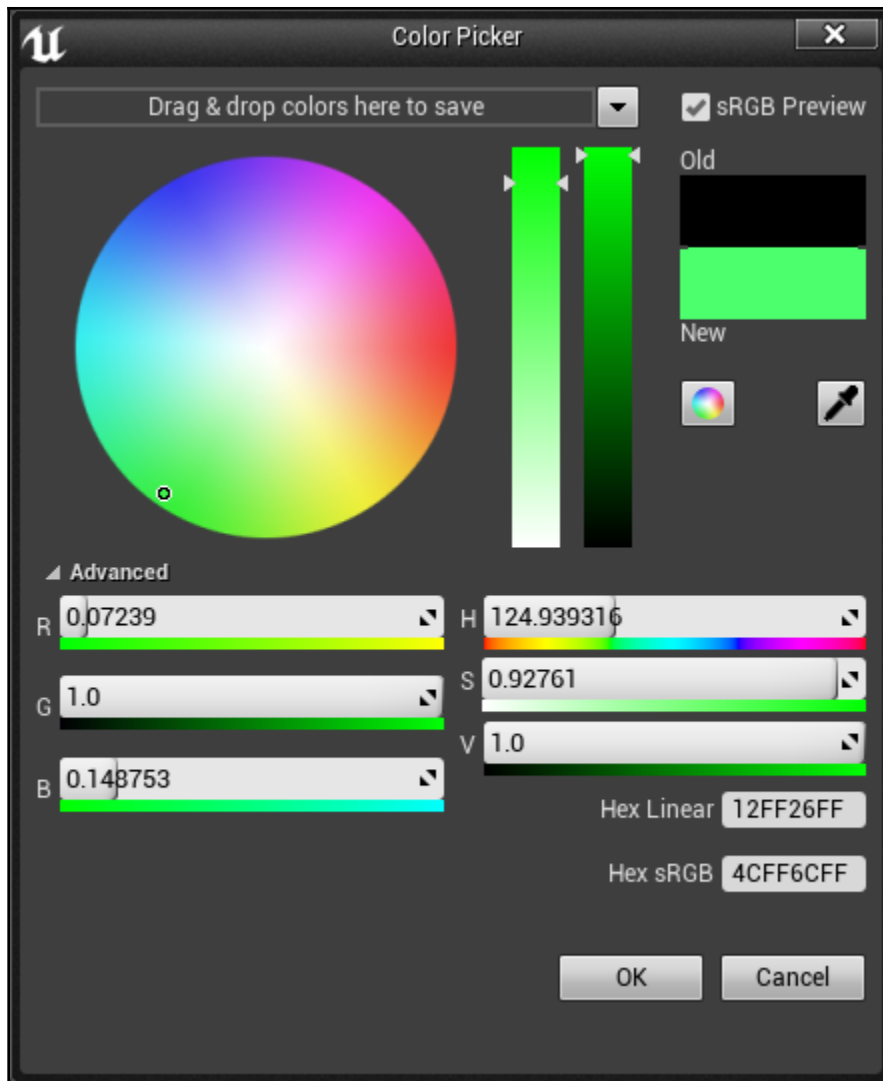 Color Picker
Drag & drop colors here to save
sRGB Preview
Old
New
Advanced
R 0.07239
H 124.939316
G 1.0
S 0.92761
B 0.148753
V 1.0
Hex Linear 12FF26FF
Hex sRGB 4CFF6CFF
OK
Cancel